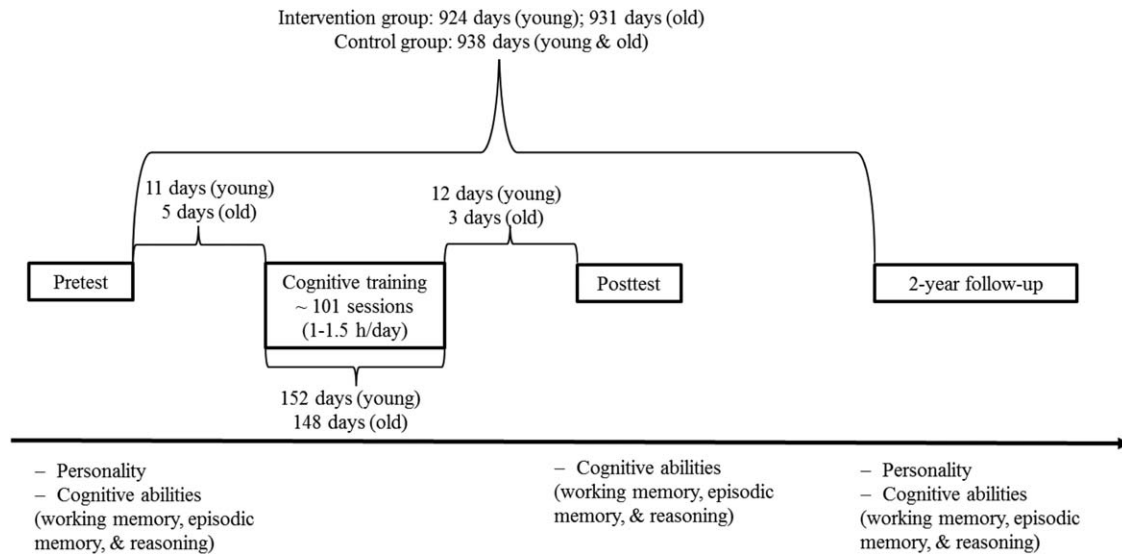 Intervention group: 924 days (young); 931 days (old)
Control group: 938 days (young & old)
11 days (young)
5 days (old)
12 days (young)
3 days (old)
Pretest
Cognitive training
~ 101 sessions
(1-1.5 h/day)
Posttest
2-year follow-up
152 days (young)
148 days (old)
– Personality
– Cognitive abilities
(working memory, episodic
memory, & reasoning)
– Cognitive abilities
(working memory, episodic
memory, & reasoning)
– Personality
– Cognitive abilities
(working memory, episodic
memory, & reasoning)